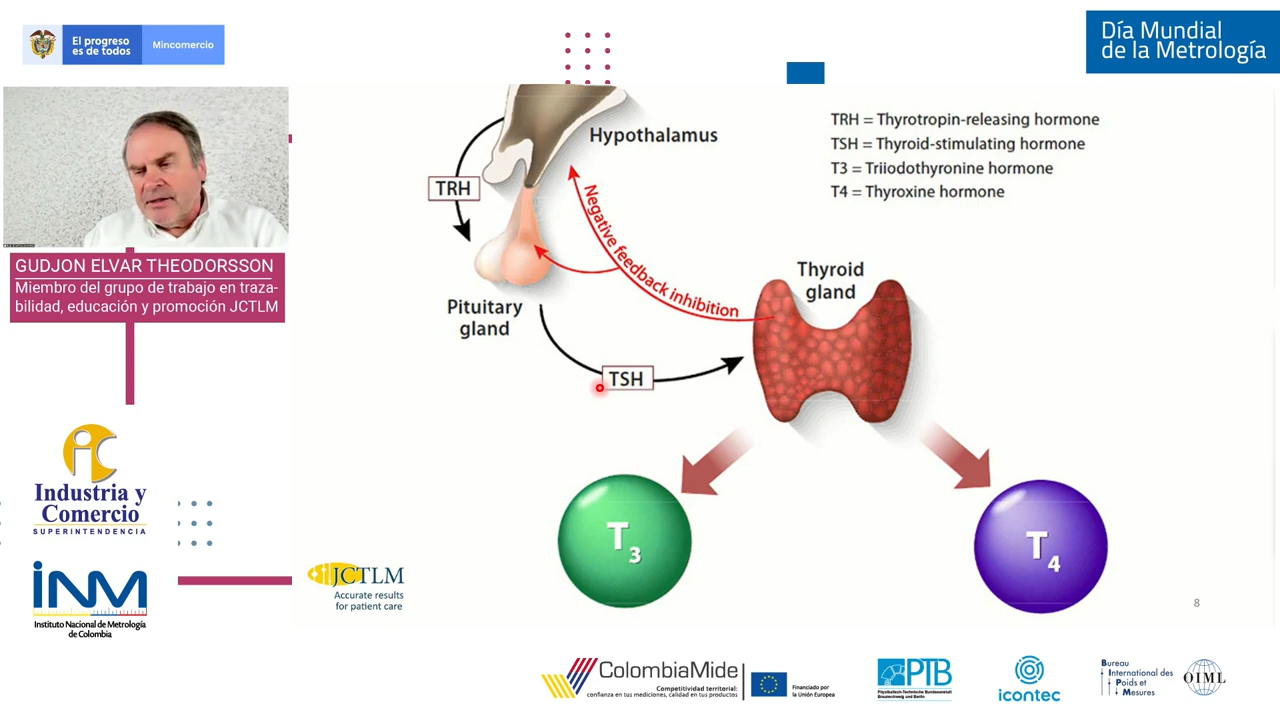 El progreso
es de todos
Mincomercio
Día Mundial
de la Metrología
GUDJON ELVAR THEODORSSON
Miembro del grupo de trabajo en traza-
bilidad, educación y promoción JCTLM
Hypothalamus
TRH
Negative feedback inhibition
Pituitary
gland
TSH
Thyroid
gland
TRH = Thyrotropin-releasing hormone
TSH = Thyroid-stimulating hormone
T3 = Triiodothyronine hormone
T4 = Thyroxine hormone
T3
T4
8
JCTLM
Accurate results
for patient care
iC
Industria y
Comercio
SUPERINTENDENCIA
iNM
Instituto Nacional de Metrología
de Colombia
ColombiaMide
Competitividad territorial:
confianza en tus mediciones, calidad en tus productos
Financiado por
la Unión Europea
PTB
Physikalisch-Technische Bundesanstalt
Braunschweig und Berlin
icontec
Bureau
International des
Poids et
Mesures
OIML